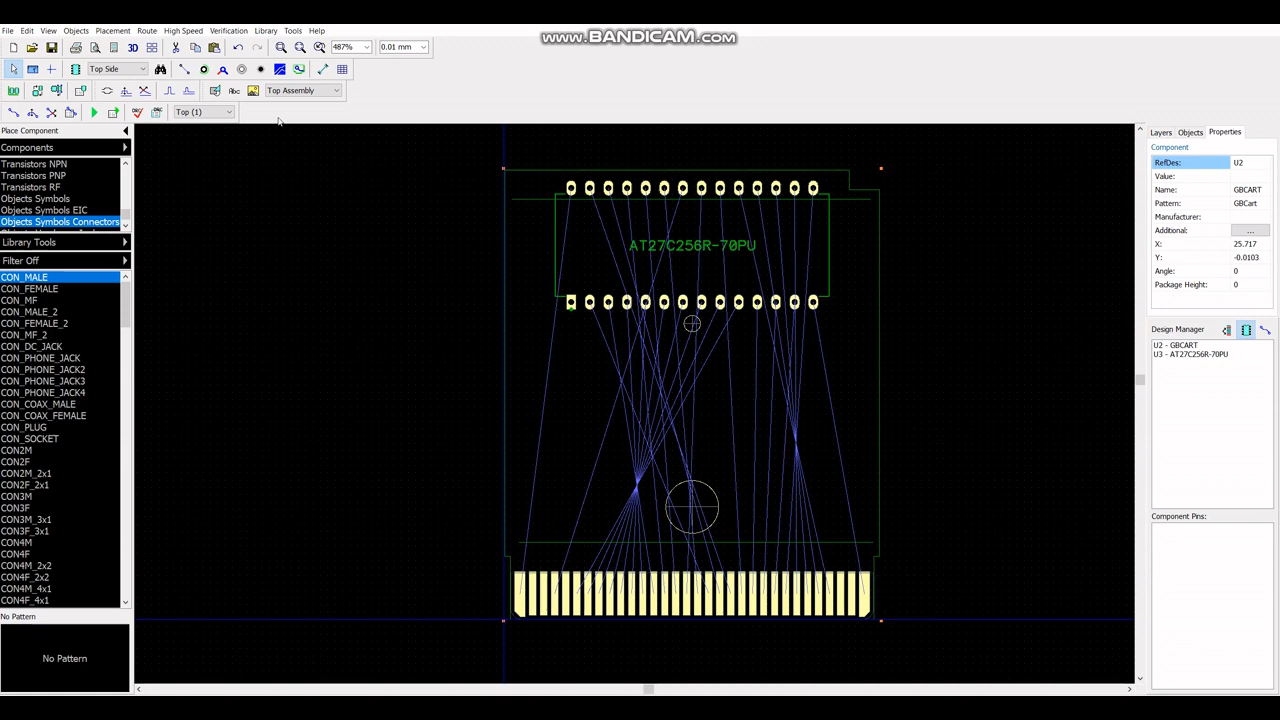 www.BANDICAM.com
File Edit View Objects Placement Route High Speed Verification Library Tools Help
3D 487% 0.01 mm
Top Side
Abc Top Assembly
DRC Top (1)
Place Component
Components
Transistors NPN
Transistors PNP
Transistors RF
Objects Symbols
Objects Symbols EIC
Objects Symbols Connectors
Library Tools
Filter Off
CON_MALE
CON_FEMALE
CON_MF
CON_MALE_2
CON_FEMALE_2
CON_MF_2
CON_DC_JACK
CON_PHONE_JACK
CON_PHONE_JACK2
CON_PHONE_JACK3
CON_PHONE_JACK4
CON_COAX_MALE
CON_COAX_FEMALE
CON_PLUG
CON_SOCKET
CON2M
CON2F
CON2M_2x1
CON2F_2x1
CON3M
CON3F
CON3M_3x1
CON3F_3x1
CON4M
CON4F
CON4M_2x2
CON4F_2x2
CON4M_4x1
CON4F_4x1
No Pattern
No Pattern
AT27C256R-70PU
Layers Objects Properties
Component
RefDes: U2
Value:
Name: GBCART
Pattern: GBCart
Manufacturer:
Additional: ...
X: 25.717
Y: -0.0103
Angle: 0
Package Height: 0
Design Manager
U2 - GBCART
U3 - AT27C256R-70PU
Component Pins: